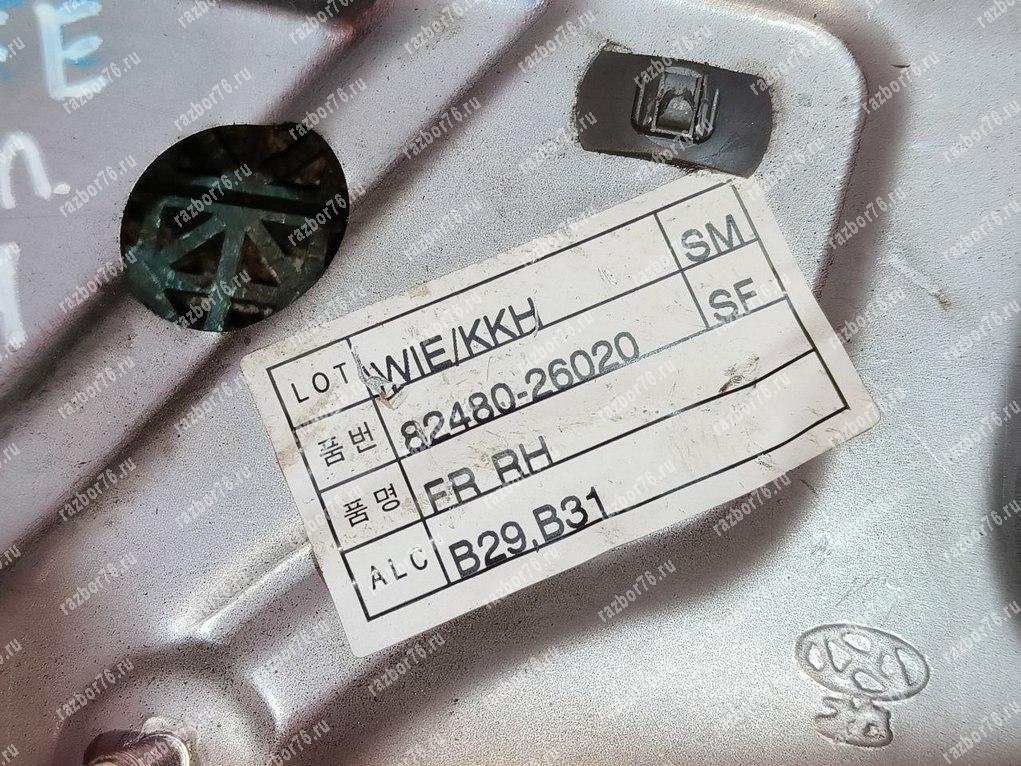 E
п.
LOT WIE/KKH SM
품번 82480-26020 SF
품명 FR RH
ALC B29,B31
razbor76.ru